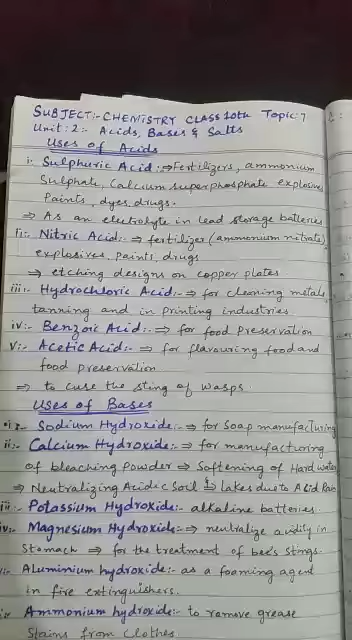 SUBJECT:- CHEMISTRY CLASS 10th Topic:7
Unit:2:- Acids, Bases & Salts
Uses of Acids
i. Sulphuric Acid:⇒ Fertilizers, ammonium
Sulphate, Calcium superphosphate explosive
Paints, dyes, drugs.
⇒ As an electrolyte in lead storage batteries
ii:- Nitric Acid:- ⇒ fertilizer (ammonium nitrate)
explosives, paints, drugs
⇒ etching designs on copper plates
iii:- Hydrochloric Acid:- ⇒ for cleaning metals,
tanning and in printing industries
iv:- Benzoic Acid:- ⇒ for food preservation
v:- Acetic Acid:- ⇒ for flavouring food and
food preservation
⇒ to cure the sting of wasps.
Uses of Bases
i:- Sodium Hydroxide:- ⇒ for soap manufacturing
ii:- Calcium Hydroxide:- ⇒ for manufacturing
of bleaching Powder ⇒ Softening of Hard water
⇒ Neutralizing Acidic Soil & Lakes due to Acid Rain
iii:- Potassium Hydroxide:- alkaline batteries.
iv:- Magnesium Hydroxide:- ⇒ neutralize acidity in
Stomach ⇒ for the treatment of bee's Stings.
v:- Aluminium hydroxide:- as a foaming agent
in fire extinguishers.
Ammonium hydroxide:- to remove grease
Stains from Clothes